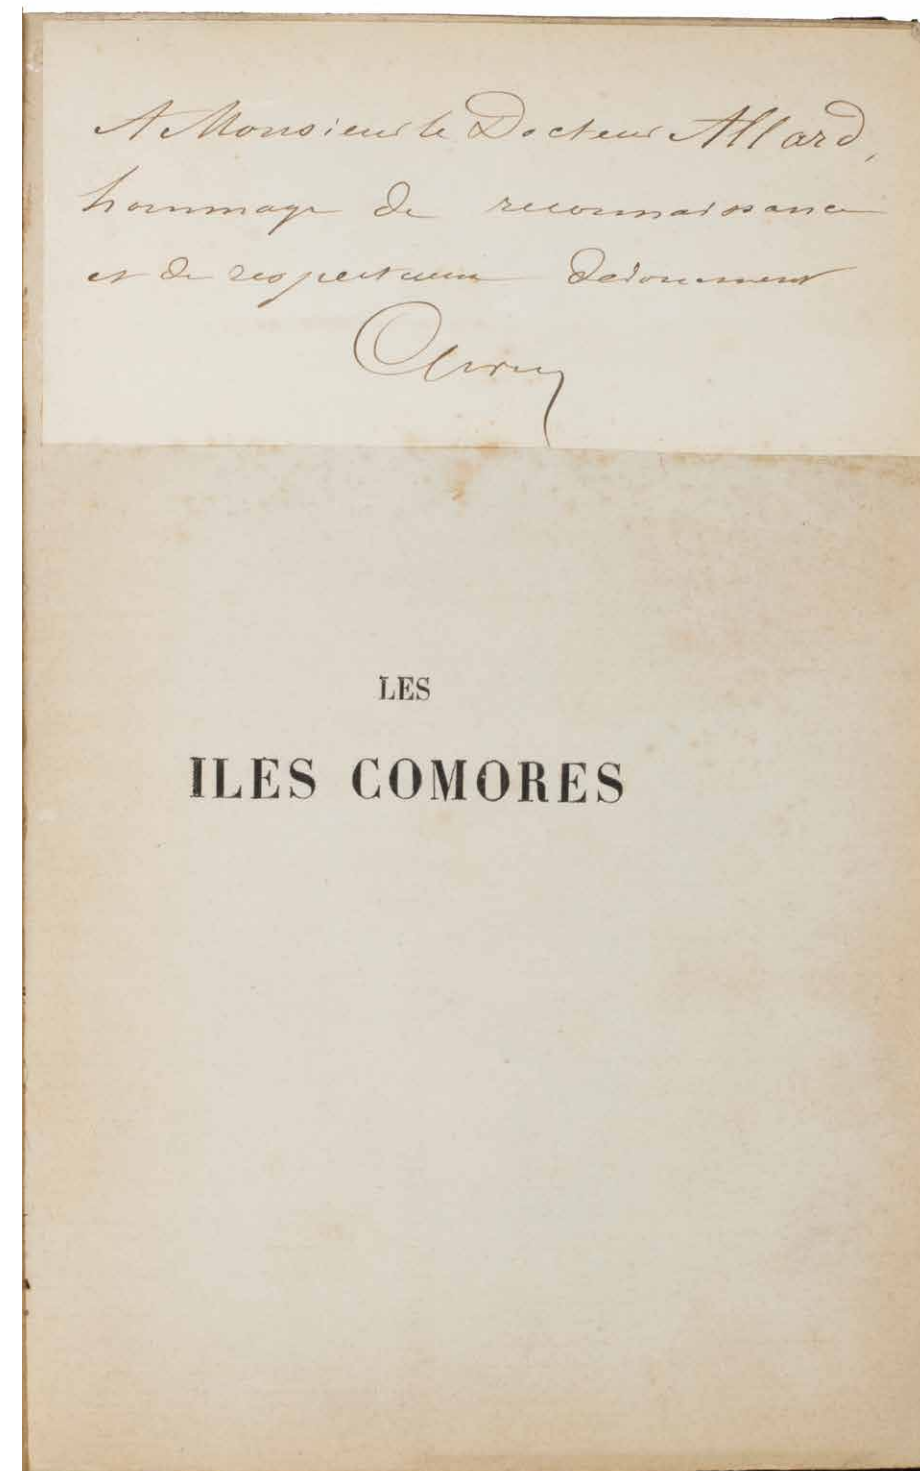 A Monsieur le Docteur Allard,
hommage de reconnaissance
et de respectueux dévouement
LES
ILES COMORES